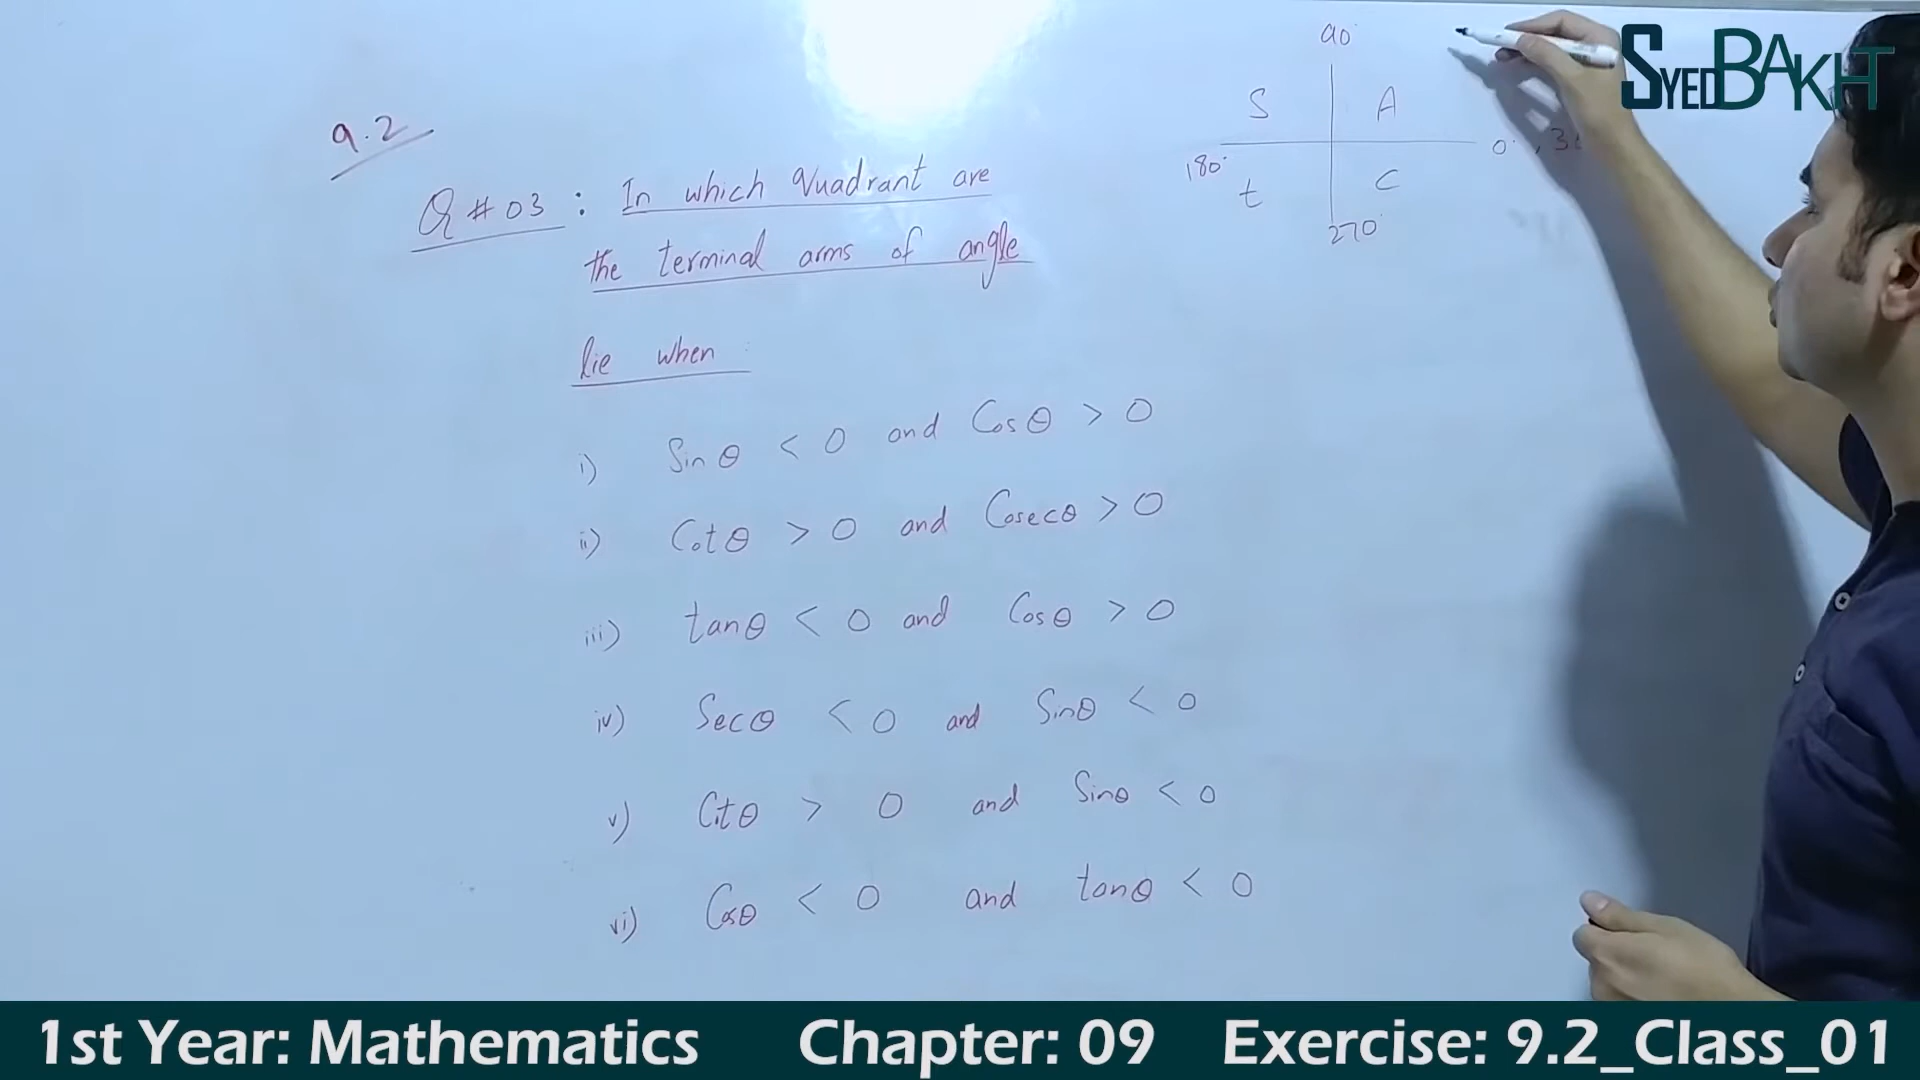 SYED BAKHT
90°
S A
180° 0°, 3
t C
270°
9.2
Q # 03 : In which Quadrant are
the terminal arms of angle
lie when :
i) Sinθ < 0 and Cosθ > 0
ii) Cotθ > 0 and Cosecθ > 0
iii) tanθ < 0 and Cosθ > 0
iv) Secθ < 0 and Sinθ < 0
v) Cotθ > 0 and Sinθ < 0
vi) Cosθ < 0 and tanθ < 0
1st Year: Mathematics Chapter: 09 Exercise: 9.2_Class_01